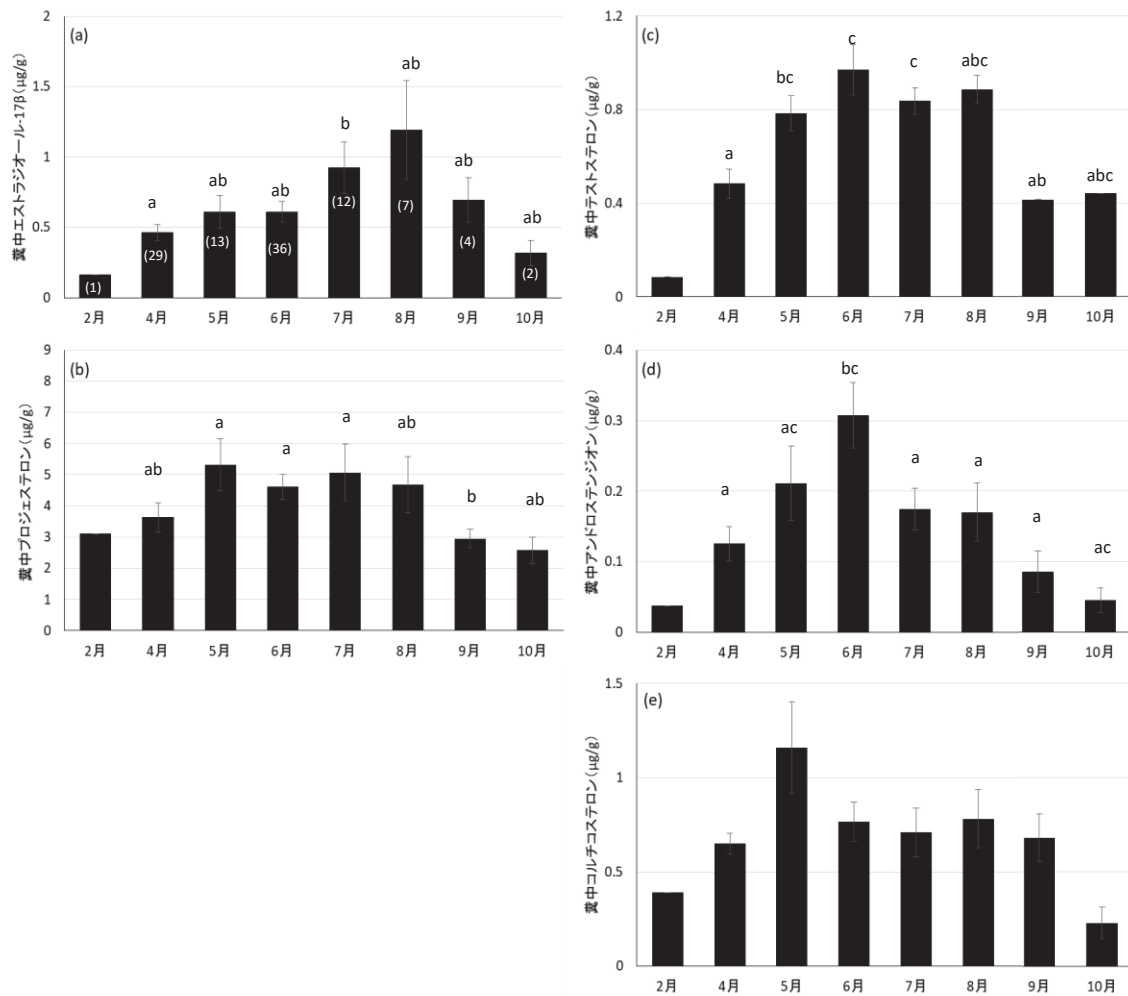 (a)
糞中エストラジオール-17β(μg/g)
2
1.5
1
0.5
0
a
ab
ab
b
ab
ab
ab
(1)
(29)
(13)
(36)
(12)
(7)
(4)
(2)
2月 4月 5月 6月 7月 8月 9月 10月
(b)
糞中プロジェステロン(μg/g)
9
8
7
6
5
4
3
2
1
0
ab
a
a
a
ab
b
ab
2月 4月 5月 6月 7月 8月 9月 10月
(c)
糞中テストステロン(μg/g)
1.2
0.8
0.4
0
a
bc
c
c
abc
ab
abc
2月 4月 5月 6月 7月 8月 9月 10月
(d)
糞中アンドロステンジオン(μg/g)
0.4
0.3
0.2
0.1
0
a
ac
bc
a
a
a
ac
2月 4月 5月 6月 7月 8月 9月 10月
(e)
糞中コルチコステロン(μg/g)
1.5
1
0.5
0
2月 4月 5月 6月 7月 8月 9月 10月